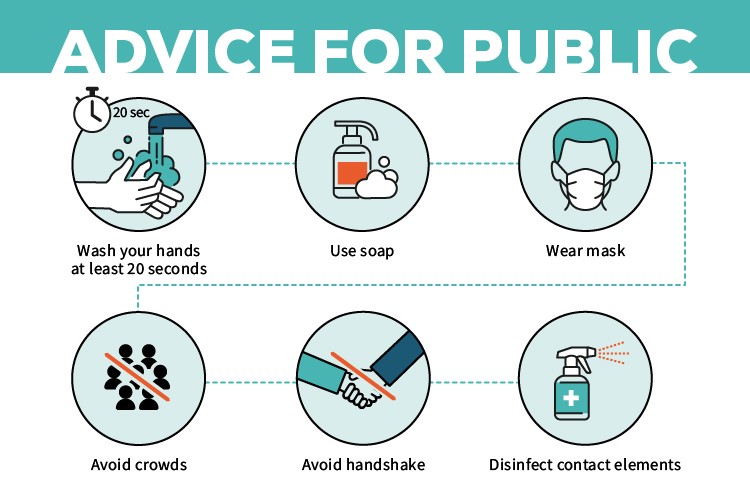 ADVICE FOR PUBLIC
20 sec
Wash your hands
at least 20 seconds
Use soap
Wear mask
Avoid crowds
Avoid handshake
Disinfect contact elements